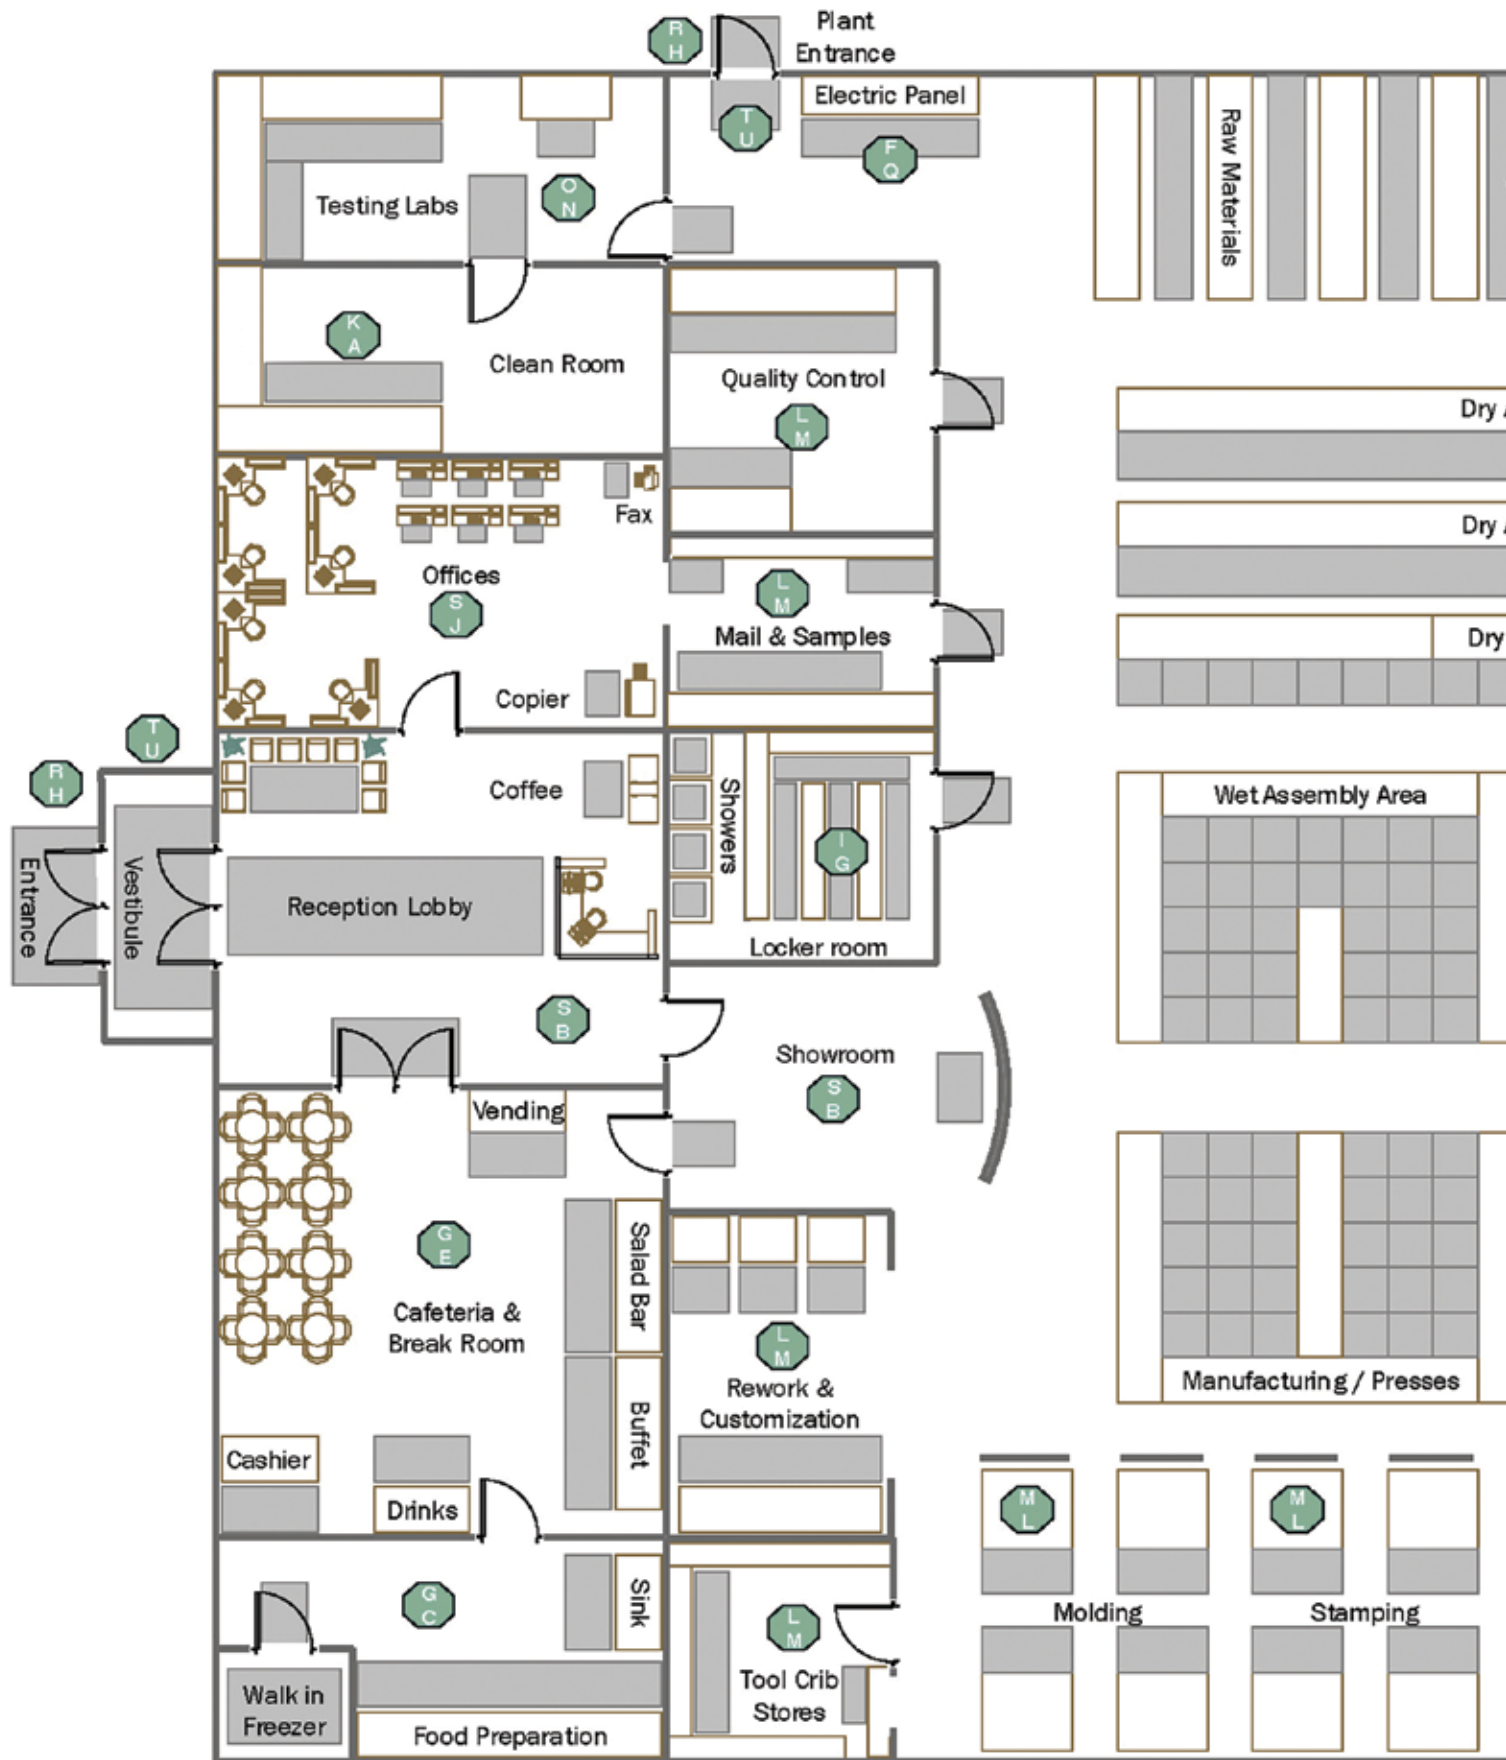 R
H
Plant
Entrance
T
U
Electric Panel
F
Q
Raw Materials
Testing Labs
O
N
K
A
Clean Room
Quality Control
L
M
Dry
Fax
Dry
Offices
S
J
L
M
Mail & Samples
Dry
Copier
T
U
R
H
Coffee
Showers
Wet Assembly Area
I
G
Entrance
Vestibule
Reception Lobby
Locker room
S
B
Showroom
S
B
Vending
G
E
Salad Bar
Cafeteria &
Break Room
L
M
Rework &
Customization
Manufacturing / Presses
Buffet
Cashier
Drinks
M
L
M
L
G
C
Sink
L
M
Molding
Stamping
Tool Crib
Stores
Walk in
Freezer
Food Preparation